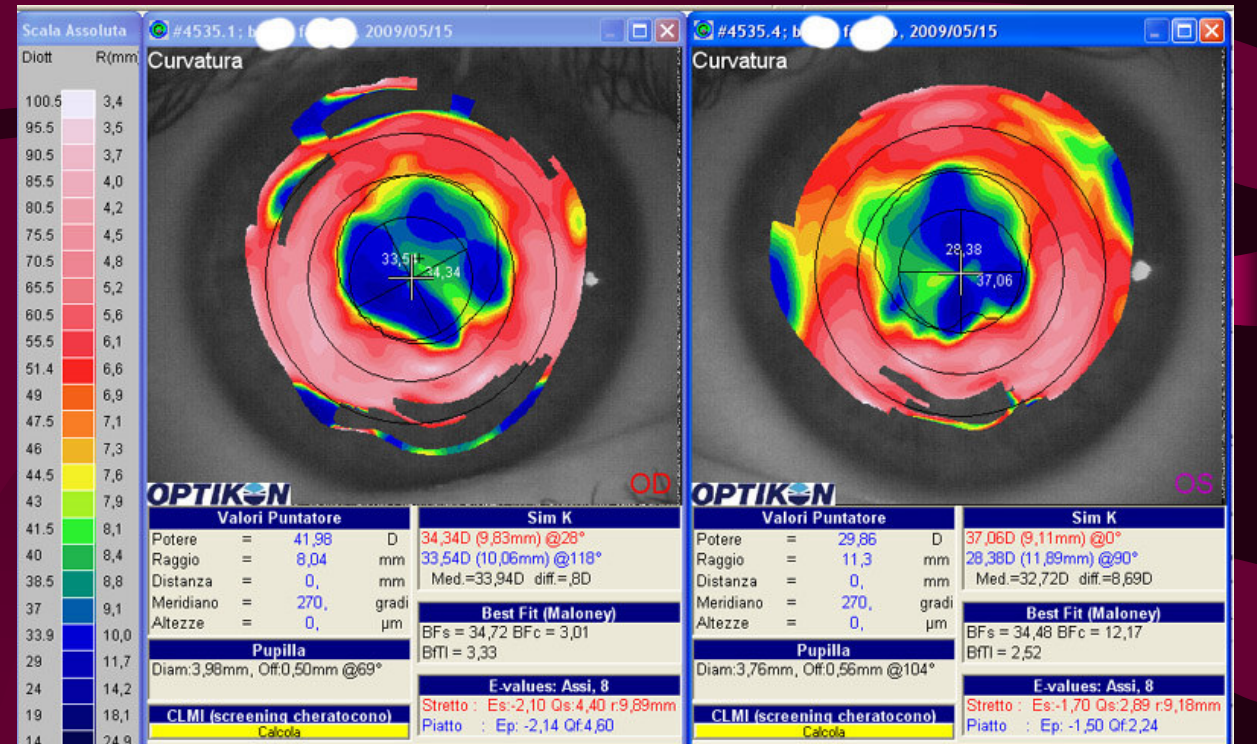 Scala Assoluta
Diott R(mm)
100.5 3,4
95.5 3,5
90.5 3,7
85.5 4,0
80.5 4,2
75.5 4,5
70.5 4,8
65.5 5,2
60.5 5,6
55.5 6,1
51.4 6,6
49 6,9
47.5 7,1
46 7,3
44.5 7,6
43 7,9
41.5 8,1
40 8,4
38.5 8,8
37 9,1
33.9 10,0
29 11,7
24 14,2
19 18,1
14 24,9
#4535.1; b f , 2009/05/15
Curvatura
33,54
34,34
OD
OPTIKON
Valori Puntatore
Potere = 41,98 D
Raggio = 8,04 mm
Distanza = 0, mm
Meridiano = 270, gradi
Altezze = 0, µm
Pupilla
Diam:3,98mm, Off:0,50mm @69°
CLMI (screening cheratocono)
Calcola
Sim K
34,34D (9,83mm) @28°
33,54D (10,06mm) @118°
Med.=33,94D diff.=,8D
Best Fit (Maloney)
BFs = 34,72 BFc = 3,01
BfTI = 3,33
E-values: Assi, 8
Stretto : Es:-2,10 Qs:4,40 r:9,89mm
Piatto : Ep: -2,14 Qf:4,60
#4535.4; b f o, 2009/05/15
Curvatura
28,38
37,06
OS
OPTIKON
Valori Puntatore
Potere = 29,86 D
Raggio = 11,3 mm
Distanza = 0, mm
Meridiano = 270, gradi
Altezze = 0, µm
Pupilla
Diam:3,76mm, Off:0,56mm @104°
CLMI (screening cheratocono)
Calcola
Sim K
37,06D (9,11mm) @0°
28,38D (11,89mm) @90°
Med.=32,72D diff.=8,69D
Best Fit (Maloney)
BFs = 34,48 BFc = 12,17
BfTI = 2,52
E-values: Assi, 8
Stretto : Es:-1,70 Qs:2,89 r:9,18mm
Piatto : Ep: -1,50 Qf:2,24